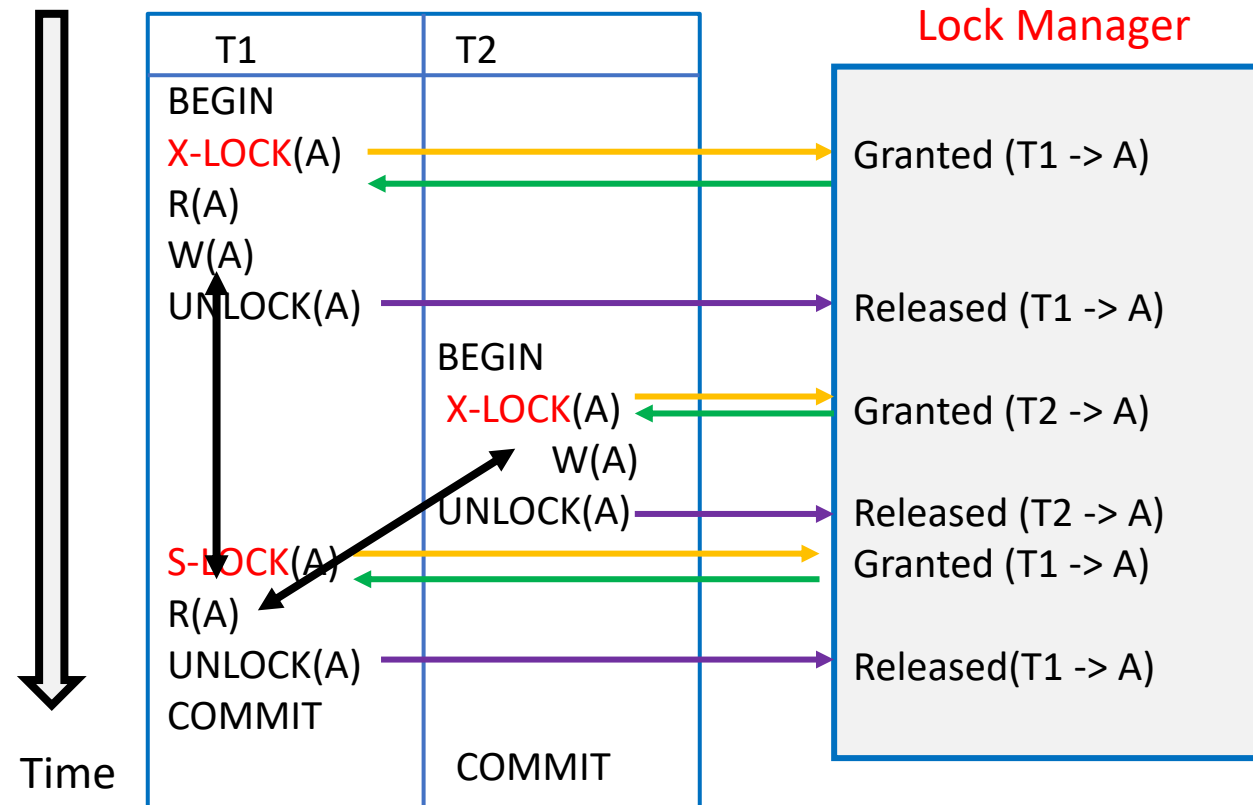 Lock Manager
T1 T2
BEGIN
X-LOCK(A) Granted (T1 -> A)
R(A)
W(A)
UNLOCK(A) Released (T1 -> A)
BEGIN
X-LOCK(A) Granted (T2 -> A)
W(A)
UNLOCK(A) Released (T2 -> A)
S-LOCK(A) Granted (T1 -> A)
R(A)
UNLOCK(A) Released(T1 -> A)
COMMIT
Time COMMIT